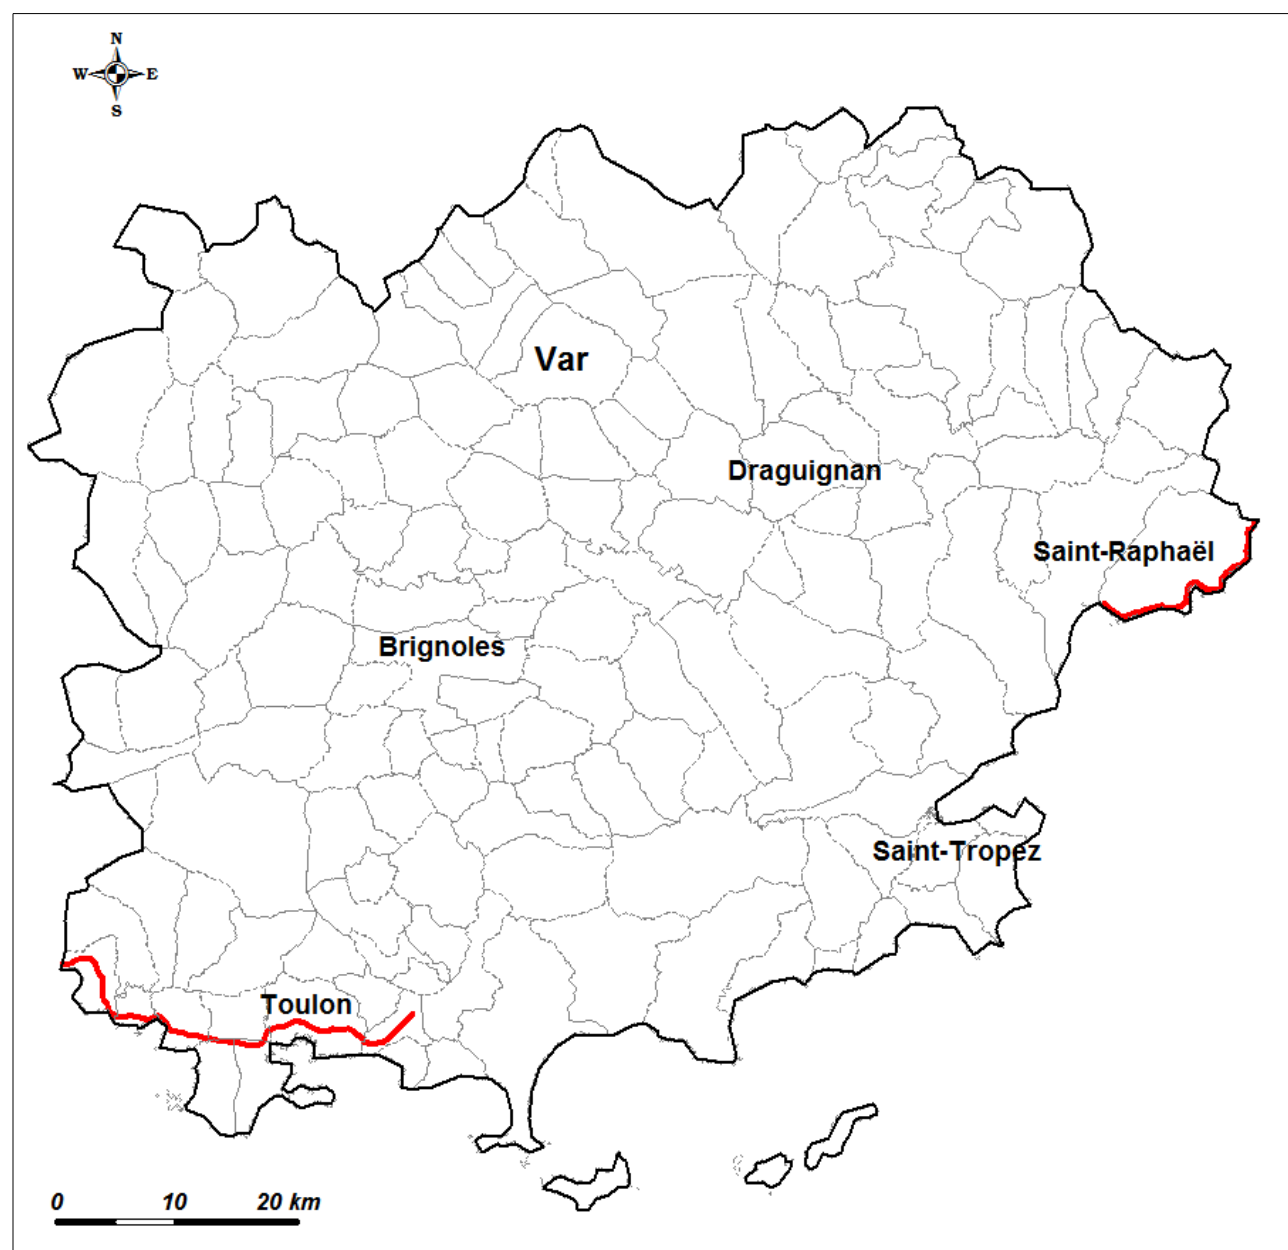 N
W E
S
Var
Draguignan
Saint-Raphaël
Brignoles
Saint-Tropez
Toulon
0 10 20 km